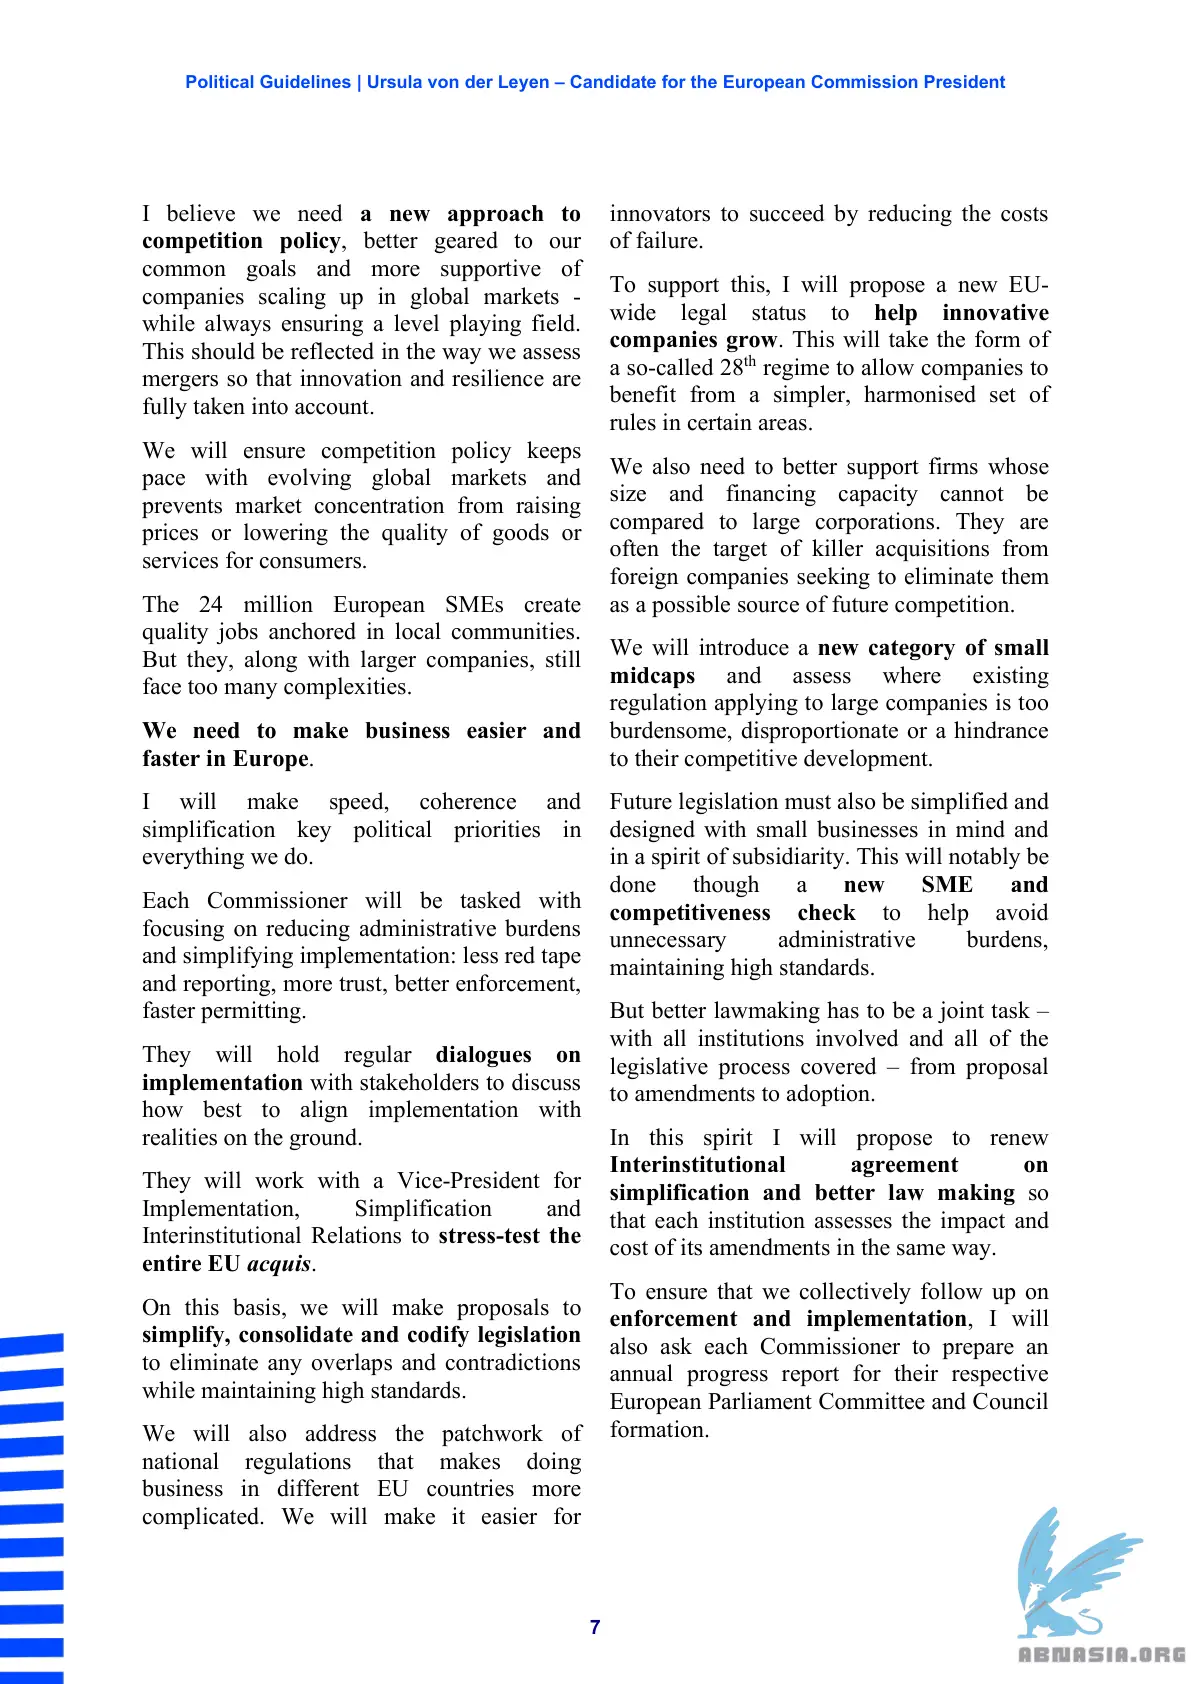 Political Guidelines | Ursula von der Leyen – Candidate for the European Commission President
I believe we need a new approach to
competition policy, better geared to our
common goals and more supportive of
companies scaling up in global markets -
while always ensuring a level playing field.
This should be reflected in the way we assess
mergers so that innovation and resilience are
fully taken into account.
We will ensure competition policy keeps
pace with evolving global markets and
prevents market concentration from raising
prices or lowering the quality of goods or
services for consumers.
The 24 million European SMEs create
quality jobs anchored in local communities.
But they, along with larger companies, still
face too many complexities.
We need to make business easier and
faster in Europe.
I will make speed, coherence and
simplification key political priorities in
everything we do.
Each Commissioner will be tasked with
focusing on reducing administrative burdens
and simplifying implementation: less red tape
and reporting, more trust, better enforcement,
faster permitting.
They will hold regular dialogues on
implementation with stakeholders to discuss
how best to align implementation with
realities on the ground.
They will work with a Vice-President for
Implementation, Simplification and
Interinstitutional Relations to stress-test the
entire EU acquis.
On this basis, we will make proposals to
simplify, consolidate and codify legislation
to eliminate any overlaps and contradictions
while maintaining high standards.
We will also address the patchwork of
national regulations that makes doing
business in different EU countries more
complicated. We will make it easier for
innovators to succeed by reducing the costs
of failure.
To support this, I will propose a new EU-
wide legal status to help innovative
companies grow. This will take the form of
a so-called 28th regime to allow companies to
benefit from a simpler, harmonised set of
rules in certain areas.
We also need to better support firms whose
size and financing capacity cannot be
compared to large corporations. They are
often the target of killer acquisitions from
foreign companies seeking to eliminate them
as a possible source of future competition.
We will introduce a new category of small
midcaps and assess where existing
regulation applying to large companies is too
burdensome, disproportionate or a hindrance
to their competitive development.
Future legislation must also be simplified and
designed with small businesses in mind and
in a spirit of subsidiarity. This will notably be
done though a new SME and
competitiveness check to help avoid
unnecessary administrative burdens,
maintaining high standards.
But better lawmaking has to be a joint task –
with all institutions involved and all of the
legislative process covered – from proposal
to amendments to adoption.
In this spirit I will propose to renew
Interinstitutional agreement on
simplification and better law making so
that each institution assesses the impact and
cost of its amendments in the same way.
To ensure that we collectively follow up on
enforcement and implementation, I will
also ask each Commissioner to prepare an
annual progress report for their respective
European Parliament Committee and Council
formation.
7
ABNASIA.ORG